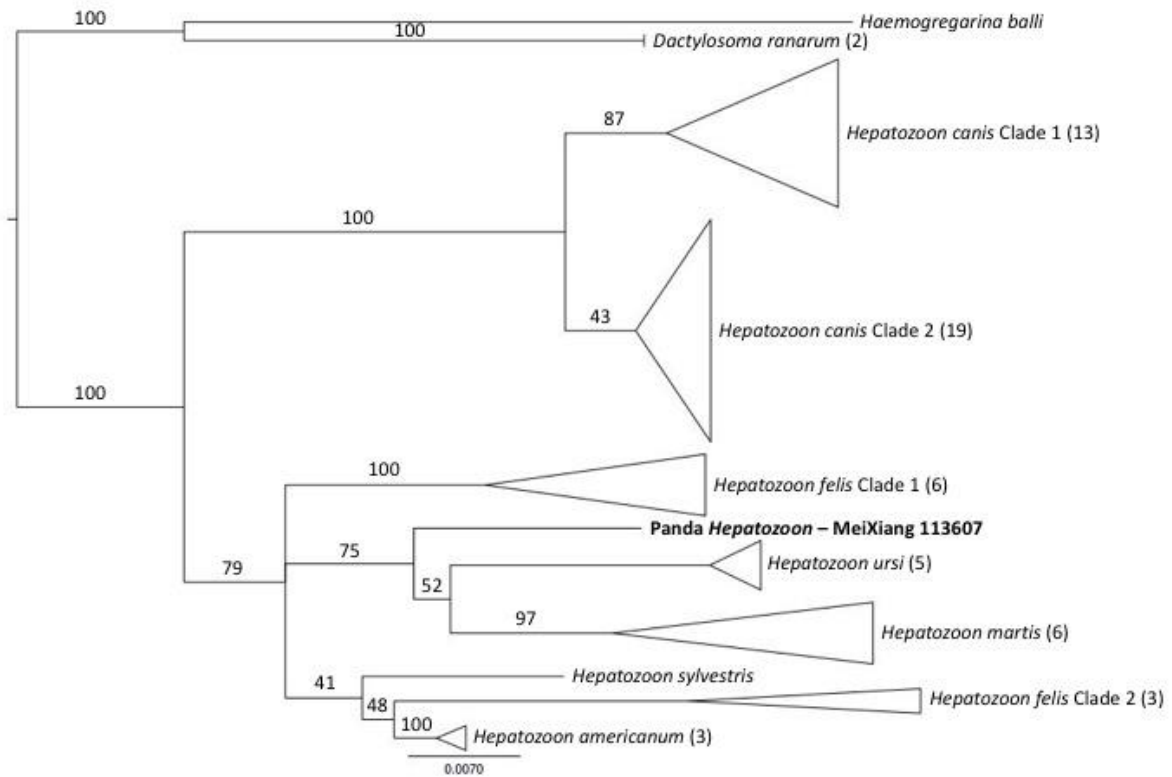 100
Haemogregarina balli
100
Dactylosoma ranarum (2)
87
Hepatozoon canis Clade 1 (13)
100
43
Hepatozoon canis Clade 2 (19)
100
100
Hepatozoon felis Clade 1 (6)
Panda Hepatozoon – MeiXiang 113607
75
79
Hepatozoon ursi (5)
52
97
Hepatozoon martis (6)
41
Hepatozoon sylvestris
48
Hepatozoon felis Clade 2 (3)
100
Hepatozoon americanum (3)
0.0070